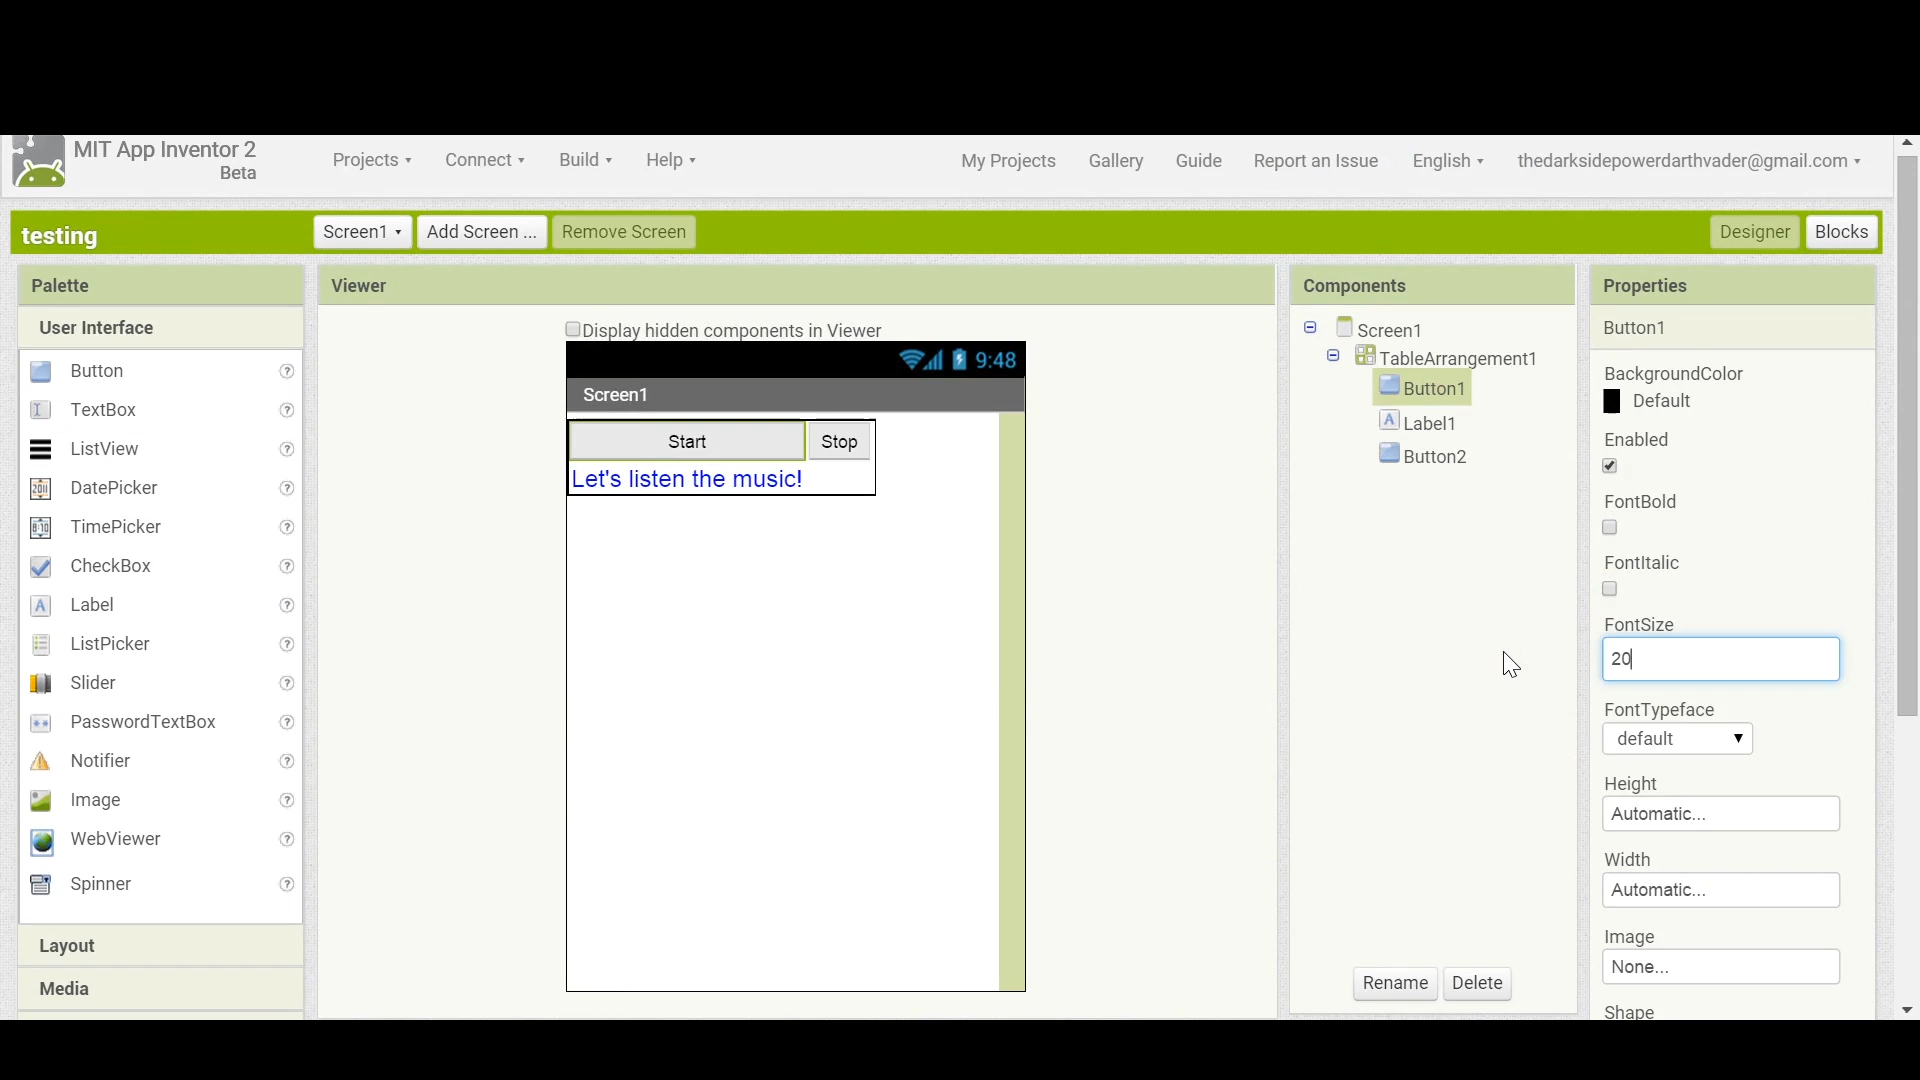 MIT App Inventor 2
Beta
Projects Connect Build Help My Projects Gallery Guide Report an Issue English thedarksidepowerdarthvader@gmail.com
testing Screen1 Add Screen ... Remove Screen Designer Blocks
Palette Viewer Components Properties
User Interface
Button
TextBox
ListView
DatePicker
TimePicker
CheckBox
Label
ListPicker
Slider
PasswordTextBox
Notifier
Image
WebViewer
Spinner
Layout
Media
Display hidden components in Viewer
9:48
Screen1
Start Stop
Let's listen the music!
Screen1
TableArrangement1
Button1
Label1
Button2
Rename Delete
Button1
BackgroundColor
Default
Enabled
FontBold
FontItalic
FontSize
20
FontTypeface
default
Height
Automatic...
Width
Automatic...
Image
None...
Shape